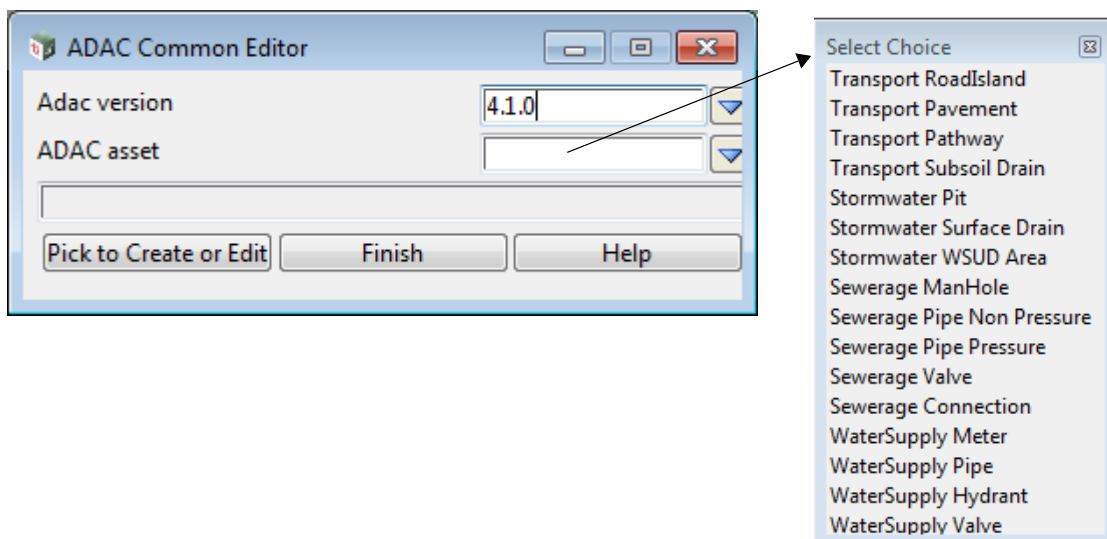 ADAC Common Editor
Adac version 4.1.0
ADAC asset
Pick to Create or Edit Finish Help
Select Choice
Transport RoadIsland
Transport Pavement
Transport Pathway
Transport Subsoil Drain
Stormwater Pit
Stormwater Surface Drain
Stormwater WSUD Area
Sewerage ManHole
Sewerage Pipe Non Pressure
Sewerage Pipe Pressure
Sewerage Valve
Sewerage Connection
WaterSupply Meter
WaterSupply Pipe
WaterSupply Hydrant
WaterSupply Valve